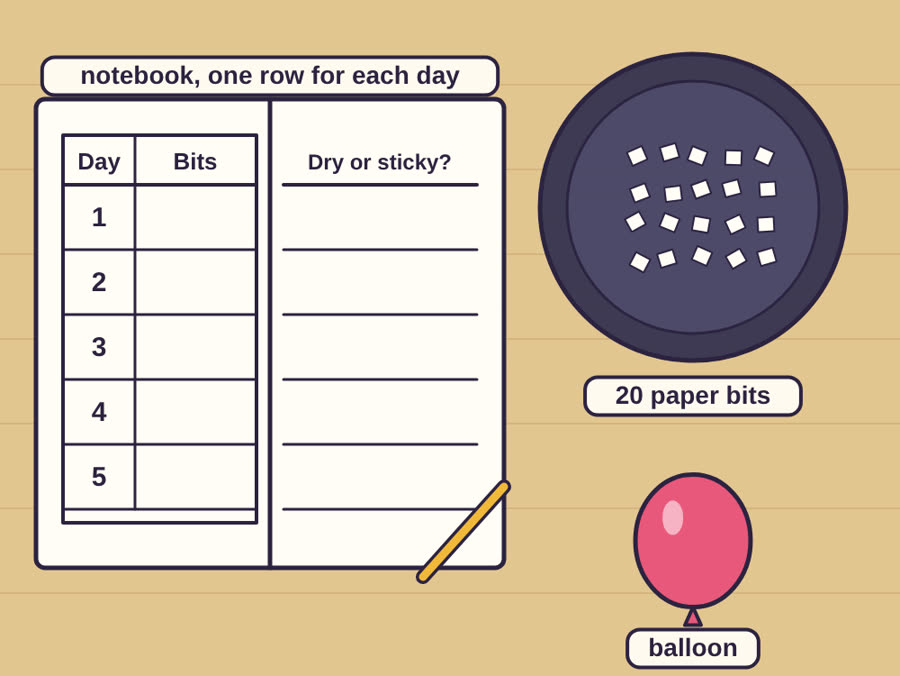 notebook, one row for each day
Day Bits Dry or sticky?
1
2
3
4
5
20 paper bits
balloon